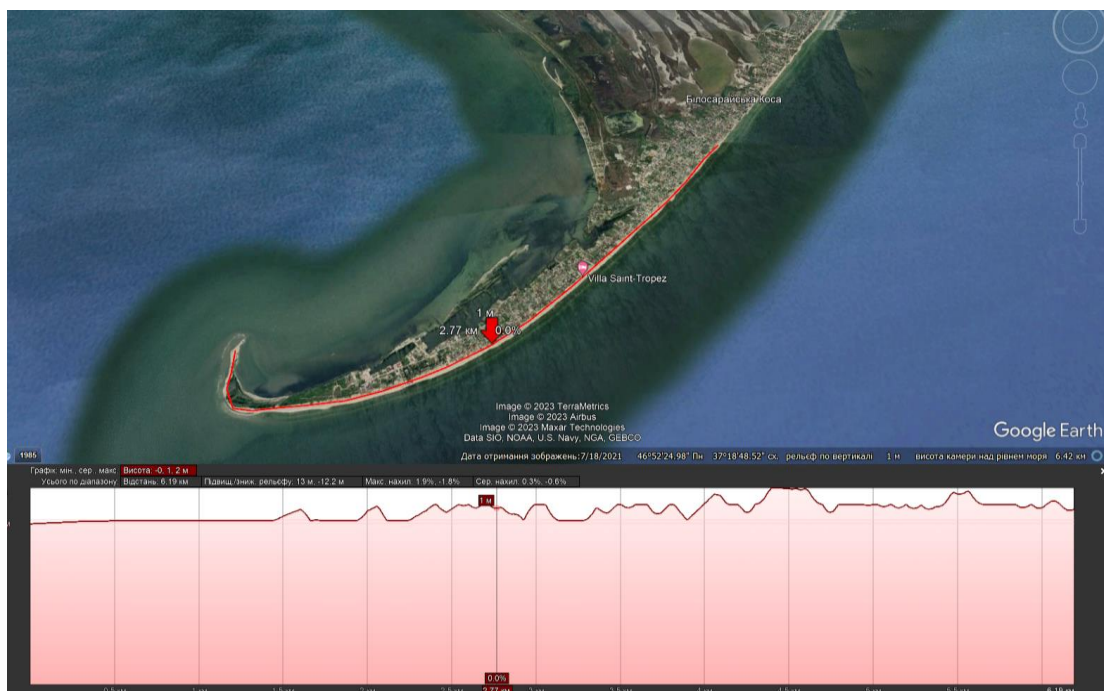 Білосарайська Коса
Villa Saint-Tropez
1 м
2.77 км 0.0%
Image © 2023 TerraMetrics
Image © 2023 Airbus
Image © 2023 Maxar Technologies
Data SIO, NOAA, U.S. Navy, NGA, GEBCO
Google Earth
1985
Дата отримання зображень:7/18/2021 46°52'24.98" Пн 37°18'48.52" сх. рельєф по вертикалі 1 м висота камери над рівнем моря 6.42 км
Графік: мін., сер., макс Висота: -0, 1, 2 м
Усього по діапазону Відстань: 6.19 км Підвищ./зниж. рельєфу: 13 м, -12.2 м Макс. нахил: 1.9%, -1.8% Сер. нахил: 0.3%, -0.6%
1 м
0.0%
2.77 км
6.19 км